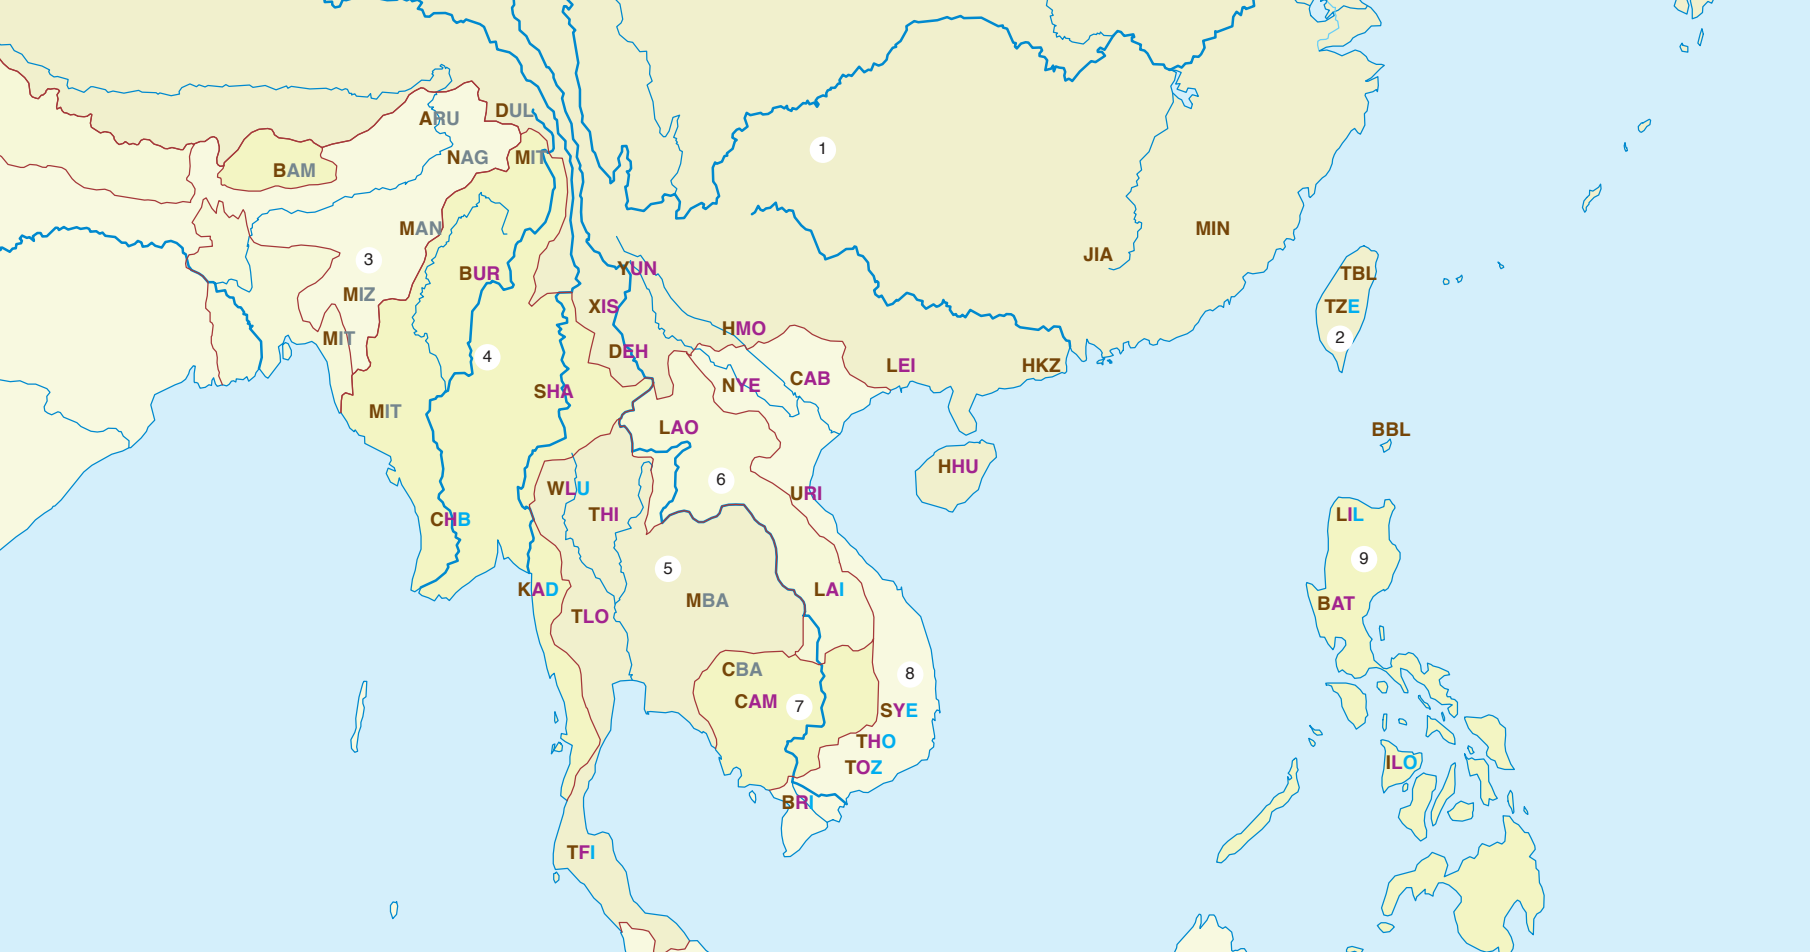 ARU
DUL
1
NAG
MIT
BAM
MAN
MIN
3
JIA
YUN
BUR
TBL
MIZ
XIS
TZE
HMO
MIT
2
DEH
4
LEI
HKZ
CAB
NYE
SHA
MIT
LAO
BBL
HHU
6
WLU
URI
THI
LIL
CHB
9
5
KAD
LAI
MBA
BAT
TLO
CBA
8
CAM
7
SYE
THO
ILO
TOZ
BRI
TFI